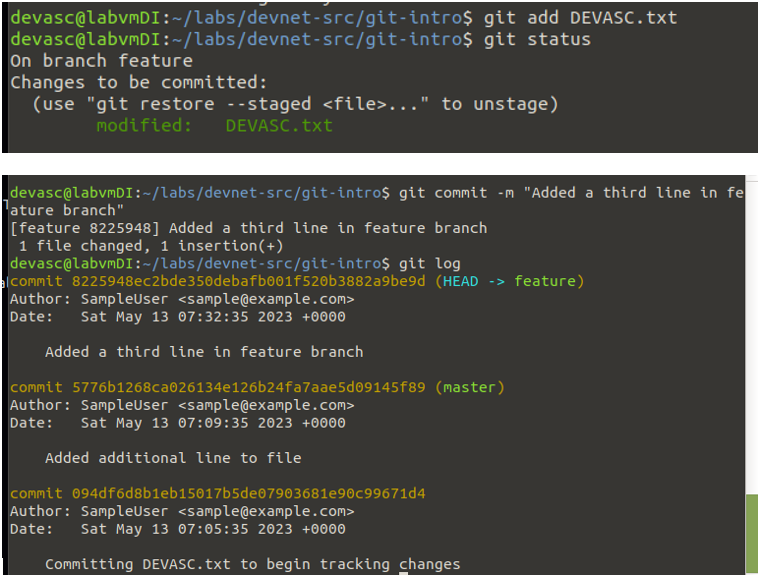 devasc@labvmDI:~/labs/devnet-src/git-intro$ git add DEVASC.txt
devasc@labvmDI:~/labs/devnet-src/git-intro$ git status
On branch feature
Changes to be committed:
  (use "git restore --staged <file>..." to unstage)
        modified:   DEVASC.txt
devasc@labvmDI:~/labs/devnet-src/git-intro$ git commit -m "Added a third line in fe
ature branch"
[feature 8225948] Added a third line in feature branch
 1 file changed, 1 insertion(+)
devasc@labvmDI:~/labs/devnet-src/git-intro$ git log
commit 8225948ec2bde350debafb001f520b3882a9be9d (HEAD -> feature)
Author: SampleUser <sample@example.com>
Date:   Sat May 13 07:32:35 2023 +0000
    Added a third line in feature branch
commit 5776b1268ca026134e126b24fa7aae5d09145f89 (master)
Author: SampleUser <sample@example.com>
Date:   Sat May 13 07:09:35 2023 +0000
    Added additional line to file
commit 094df6d8b1eb15017b5de07903681e90c99671d4
Author: SampleUser <sample@example.com>
Date:   Sat May 13 07:05:35 2023 +0000
    Committing DEVASC.txt to begin tracking changes